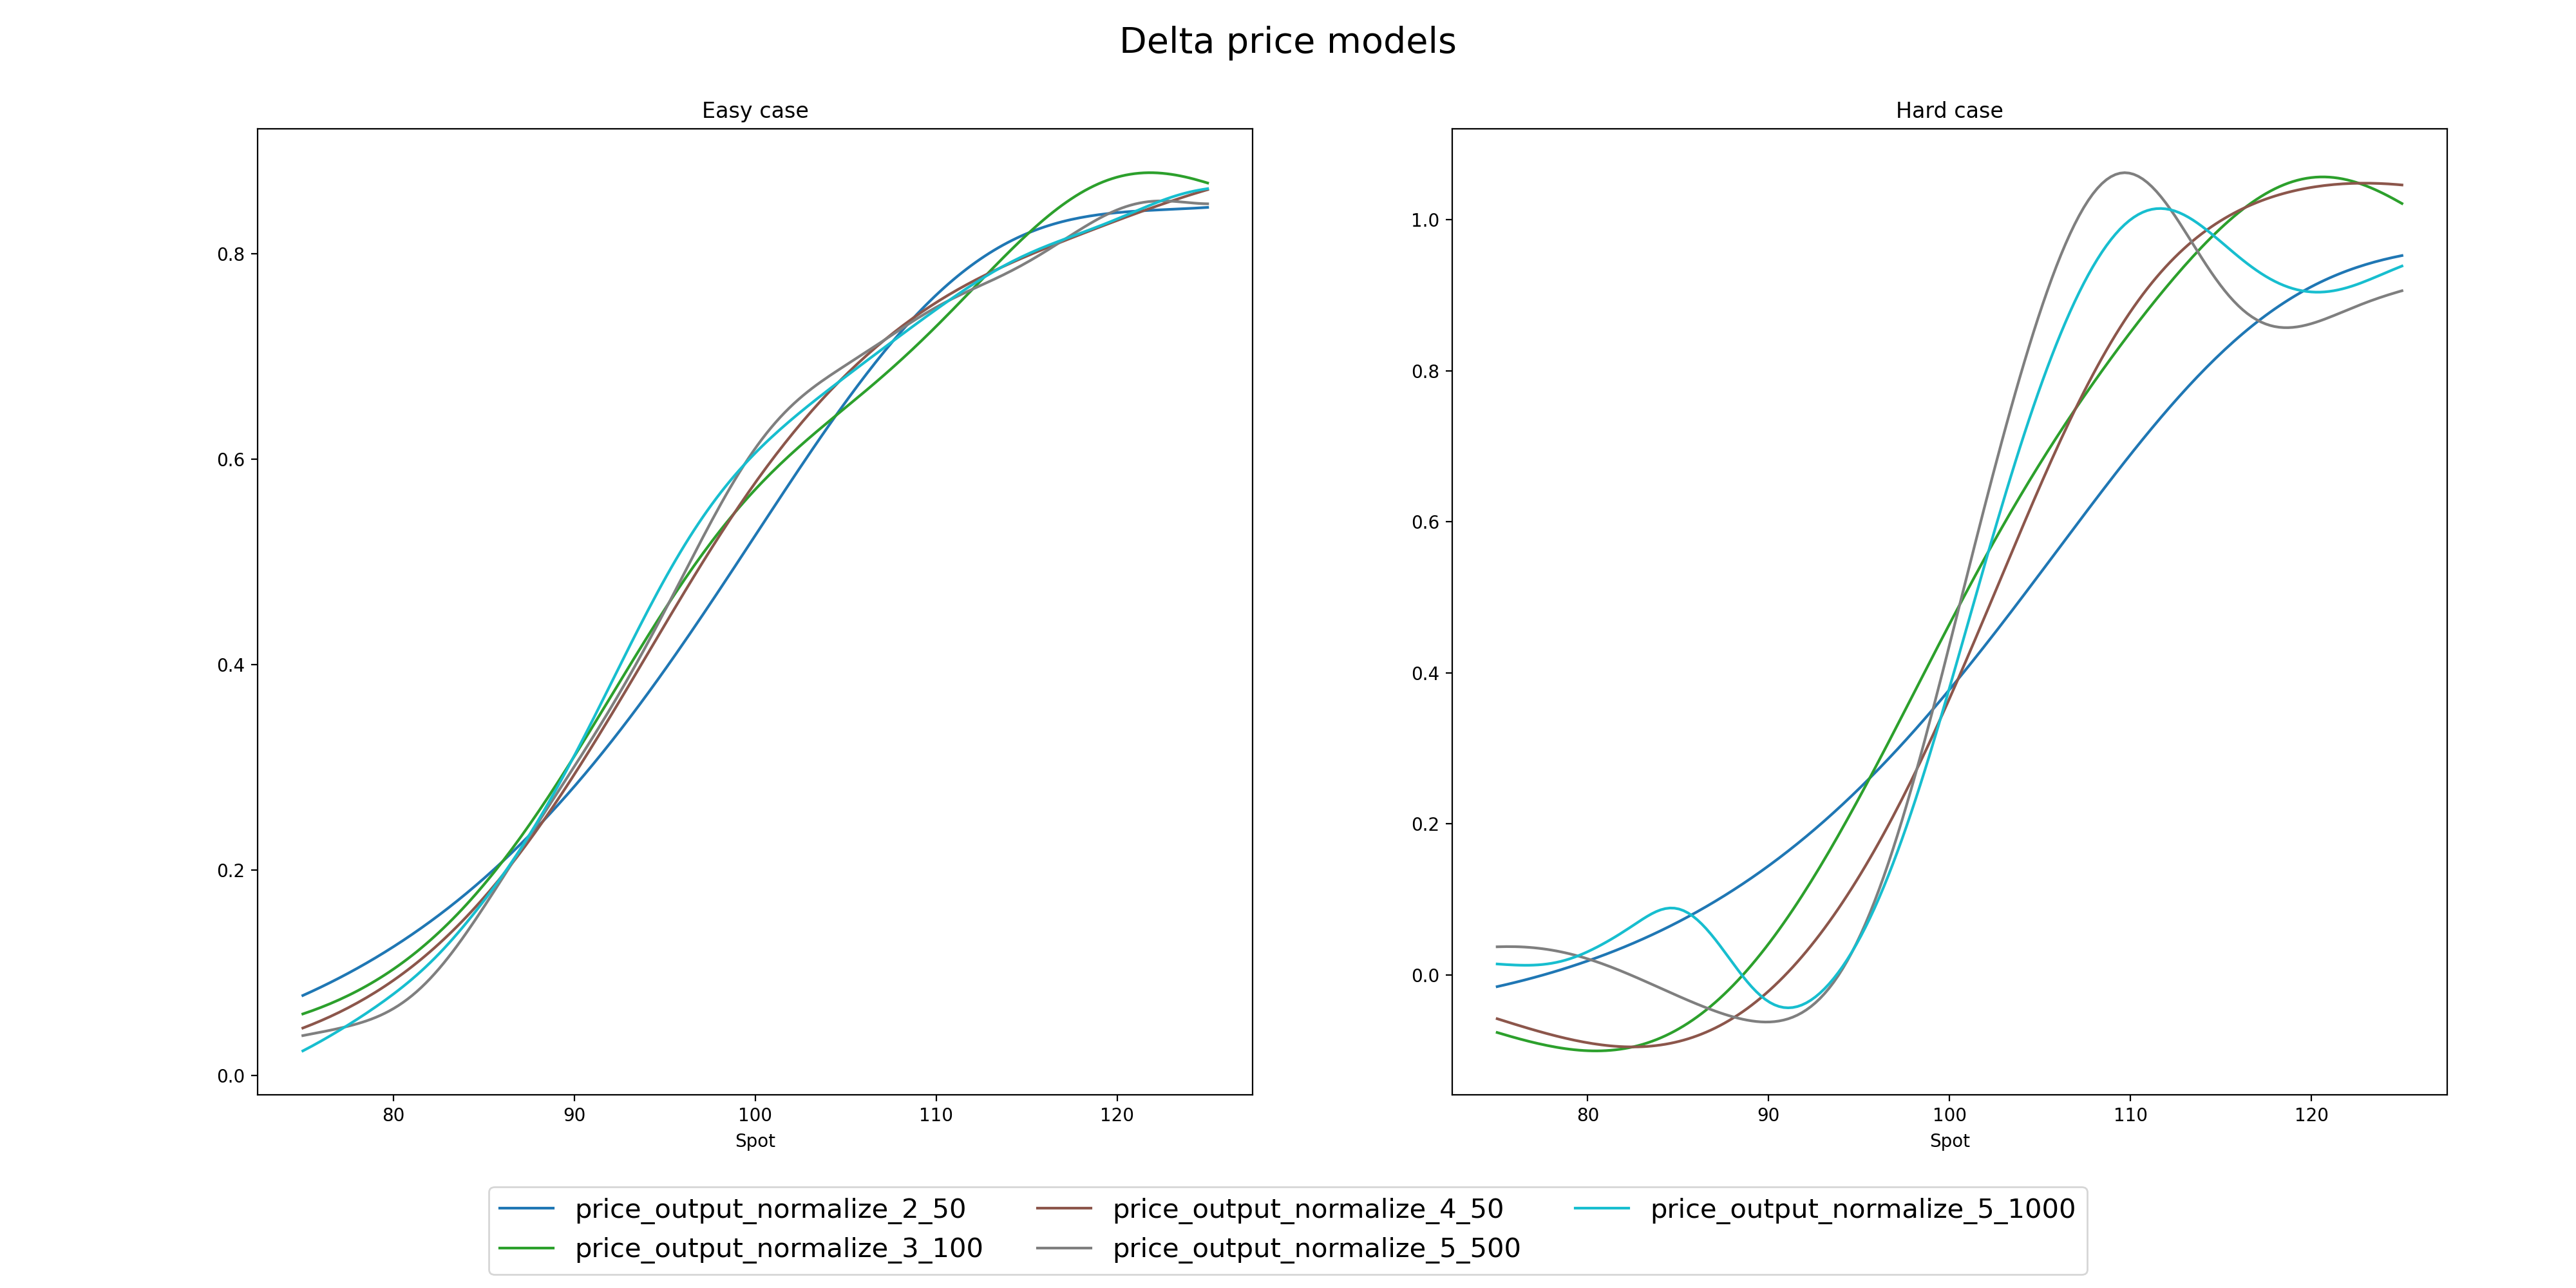 Delta price models
Easy case
0.8
0.6
0.4
0.2
0.0
80 90 100 110 120
Spot
Hard case
1.0
0.8
0.6
0.4
0.2
0.0
80 90 100 110 120
Spot
price_output_normalize_2_50
price_output_normalize_3_100
price_output_normalize_4_50
price_output_normalize_5_500
price_output_normalize_5_1000